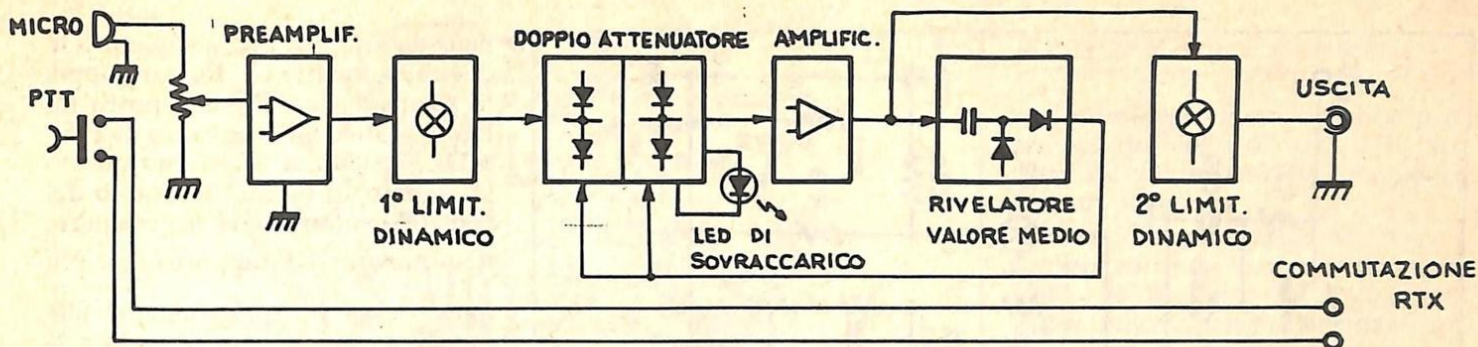 MICRO
PREAMPLIF.
DOPPIO ATTENUATORE
AMPLIFIC.
PTT
USCITA
1° LIMIT.
DINAMICO
LED DI
SOVRACCARICO
RIVELATORE
VALORE MEDIO
2° LIMIT.
DINAMICO
COMMUTAZIONE
RTX